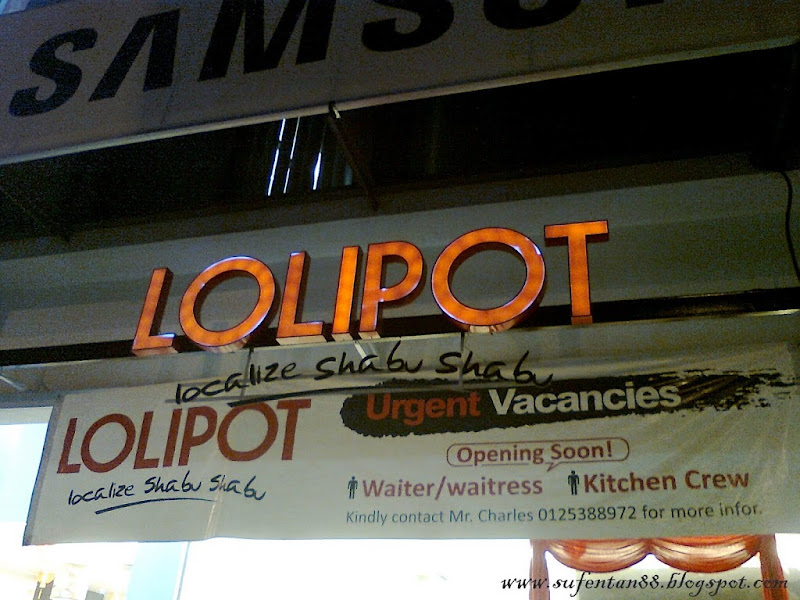 SAMSU
LOLIPOT
localize shabu shabu
LOLIPOT
localize shabu shabu
Urgent Vacancies
Opening Soon!
Waiter/waitress Kitchen Crew
Kindly contact Mr. Charles 0125388972 for more infor.
www.sufentan88.blogspot.com